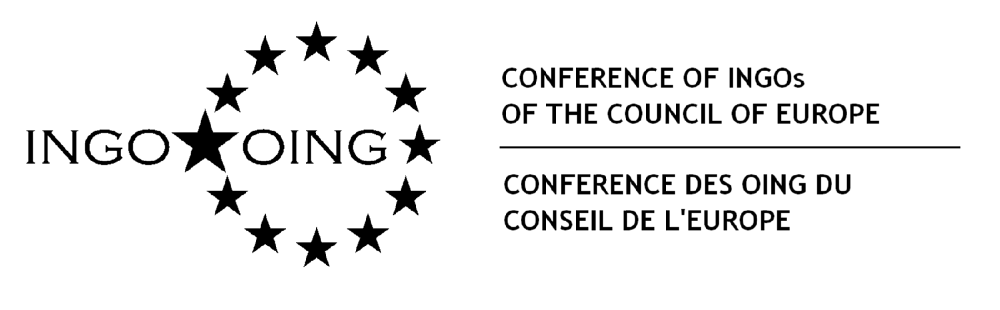 INGO★OING
CONFERENCE OF INGOs
OF THE COUNCIL OF EUROPE
CONFERENCE DES OING DU
CONSEIL DE L'EUROPE